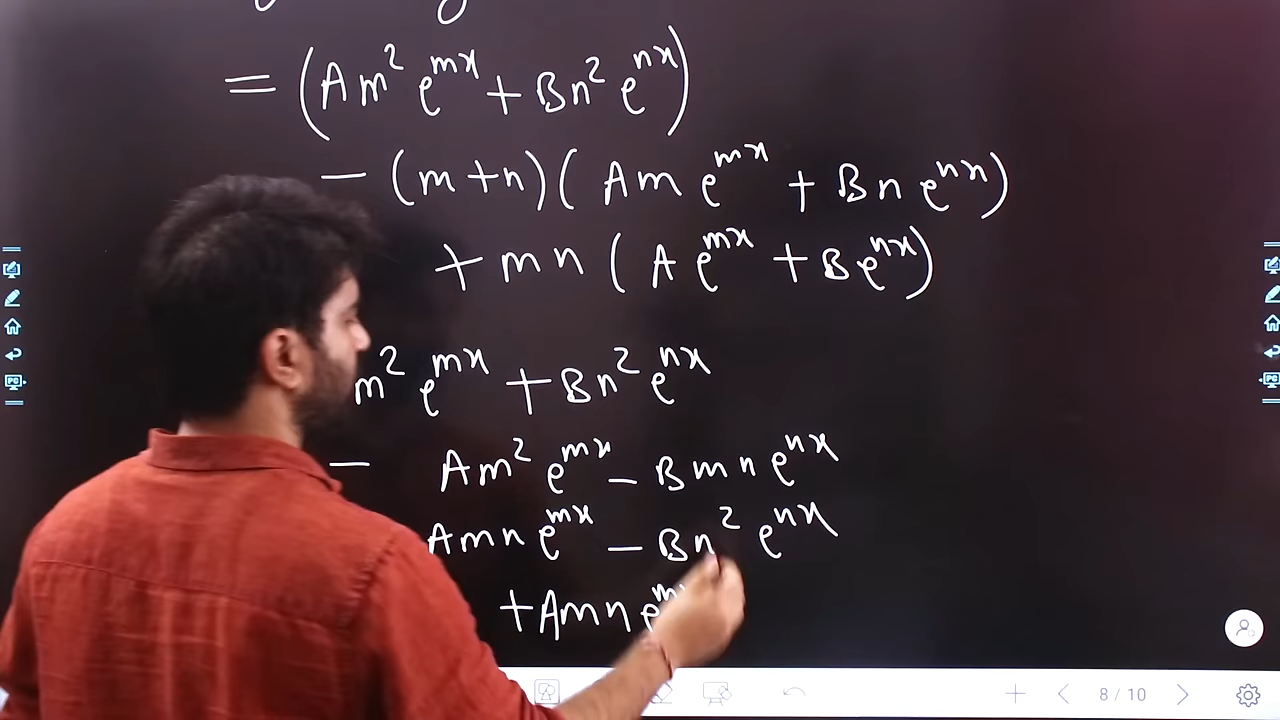 = (Am² e^{mx} + Bn² e^{nx})
− (m+n)( Am e^{mx} + Bn e^{nx})
+ mn ( A e^{mx} + B e^{nx})
m² e^{mx} + Bn² e^{nx}
− Am² e^{mx} − Bmn e^{nx}
Amn e^{mx} − Bn² e^{nx}
+ Amn e^{m
8 / 10